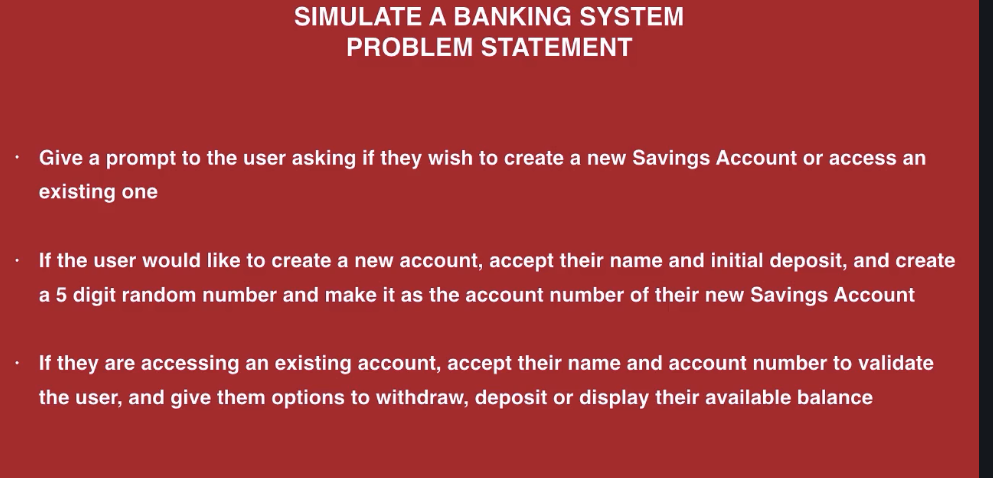 SIMULATE A BANKING SYSTEM
PROBLEM STATEMENT
· Give a prompt to the user asking if they wish to create a new Savings Account or access an
existing one
· If the user would like to create a new account, accept their name and initial deposit, and create
a 5 digit random number and make it as the account number of their new Savings Account
· If they are accessing an existing account, accept their name and account number to validate
the user, and give them options to withdraw, deposit or display their available balance